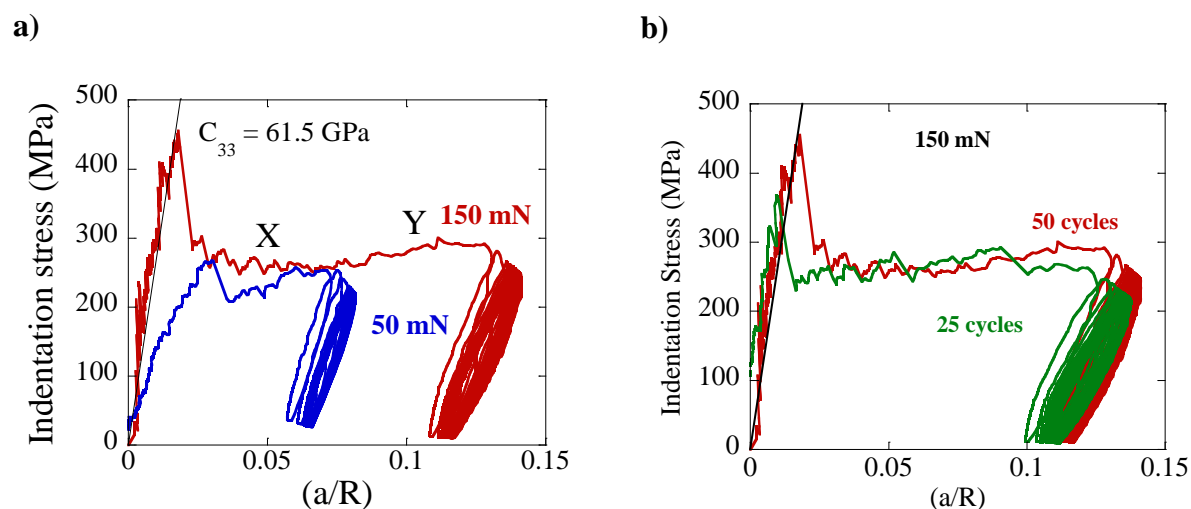 a)
Indentation stress (MPa)
500
400
300
200
100
0
C₃₃ = 61.5 GPa
X
Y
150 mN
50 mN
0
0.05
0.1
0.15
(a/R)
b)
Indentation Stress (MPa)
500
400
300
200
100
0
150 mN
50 cycles
25 cycles
0
0.05
0.1
0.15
(a/R)